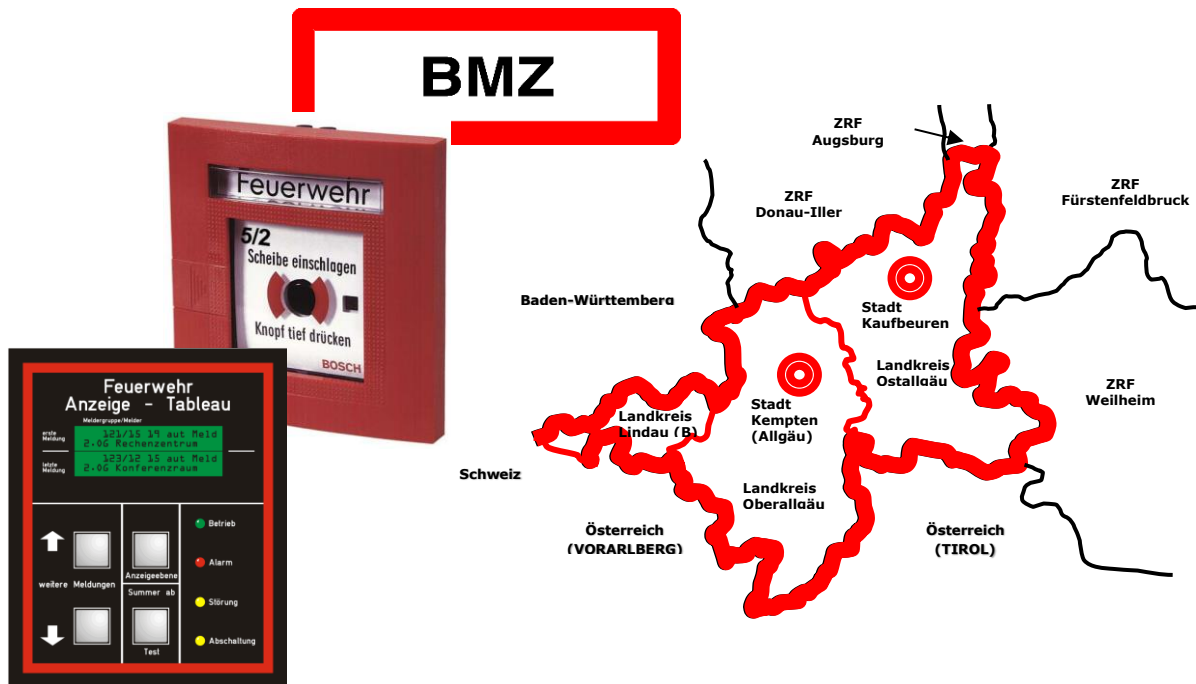 BMZ
Feuerwehr
5/2
Scheibe einschlagen
Knopf tief drücken
BOSCH
Feuerwehr
Anzeige - Tableau
Meldergruppe/Melder
erste
Meldung
121/15 19 aut Meld
2.OG Rechenzentrum
letzte
Meldung
123/12 15 aut Meld
2.OG Konferenzraum
Betrieb
Alarm
Störung
Abschaltung
weitere Meldungen
Anzeigeebene
Summer ab
Test
ZRF
Augsburg
ZRF
Donau-Iller
ZRF
Fürstenfeldbruck
Baden-Württemberg
Stadt
Kaufbeuren
Landkreis
Ostallgäu
ZRF
Weilheim
Landkreis
Lindau (B)
Stadt
Kempten
(Allgäu)
Schweiz
Landkreis
Oberallgäu
Österreich
(VORARLBERG)
Österreich
(TIROL)